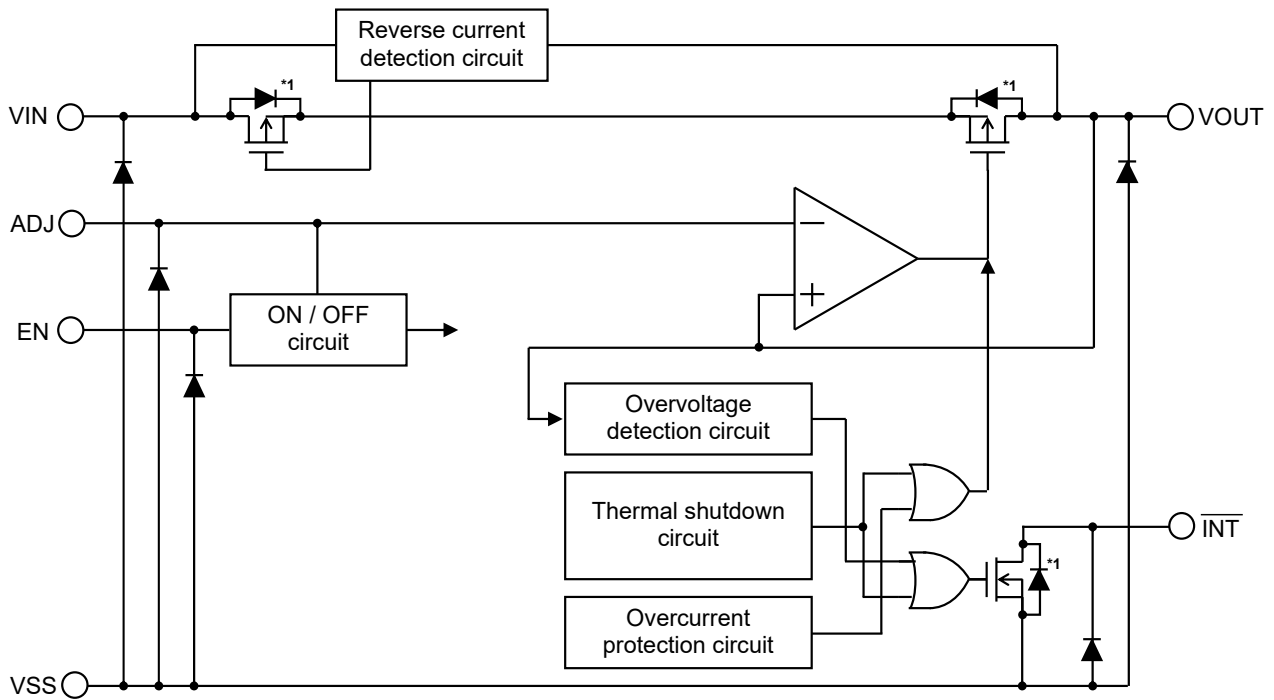 Reverse current
detection circuit
*1
*1
VIN
VOUT
ADJ
−
+
ON / OFF
circuit
EN
Overvoltage
detection circuit
Thermal shutdown
circuit
INT
*1
Overcurrent
protection circuit
VSS